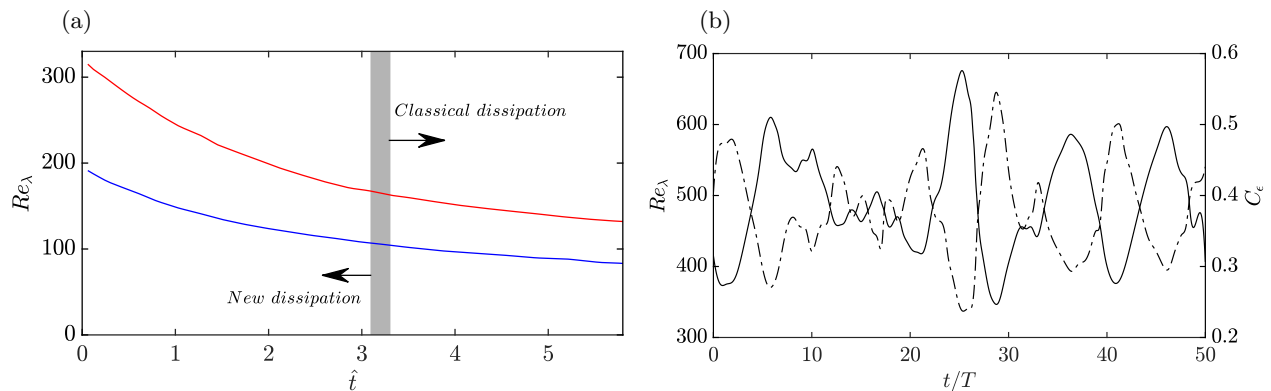 (a)
300
200
100
0
Re_λ
0 1 2 3 4 5
t̂
Classical dissipation
New dissipation
(b)
700
600
500
400
300
Re_λ
0.6
0.5
0.4
0.3
0.2
C_ϵ
0 10 20 30 40 50
t/T